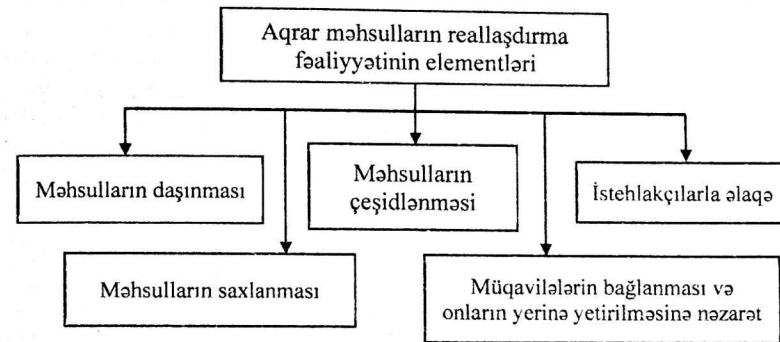 Aqrar məhsulların reallaşdırma
fəaliyyətinin elementləri
Məhsulların daşınması
Məhsulların
çeşidlənməsi
İstehlakçılarla əlaqə
Məhsulların saxlanması
Müqavilələrin bağlanması və
onların yerinə yetirilməsinə nəzarət